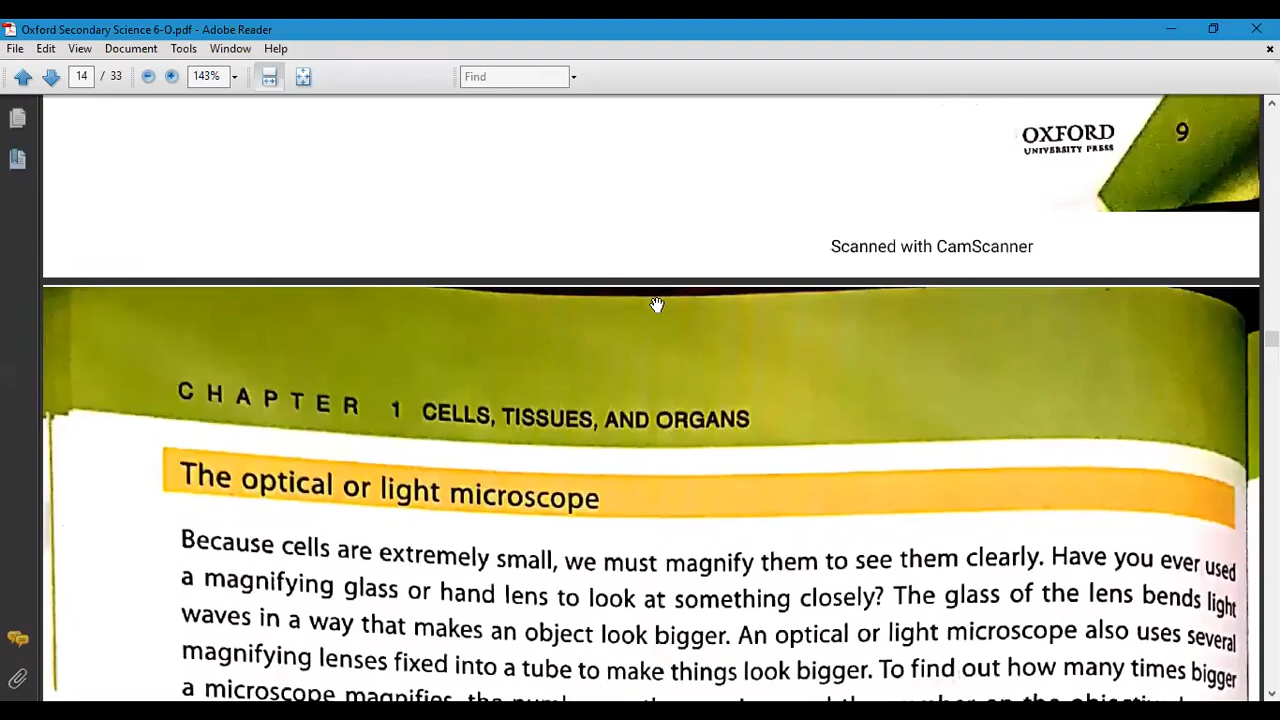 Oxford Secondary Science 6-O.pdf - Adobe Reader
File Edit View Document Tools Window Help
14 / 33 143% Find
OXFORD 9
UNIVERSITY PRESS
Scanned with CamScanner
CHAPTER 1 CELLS, TISSUES, AND ORGANS
The optical or light microscope
Because cells are extremely small, we must magnify them to see them clearly. Have you ever used
a magnifying glass or hand lens to look at something closely? The glass of the lens bends light
waves in a way that makes an object look bigger. An optical or light microscope also uses several
magnifying lenses fixed into a tube to make things look bigger. To find out how many times bigger
a microscope magnifies, the